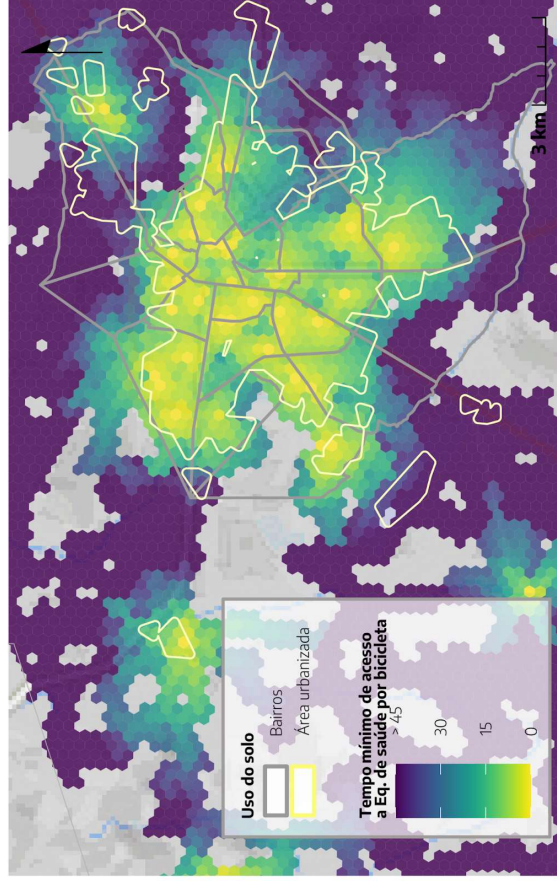 Uso do solo
Bairros
Área urbanizada
Tempo mínimo de acesso
a Eq. de saúde por bicicleta
> 45
30
15
0
3 km